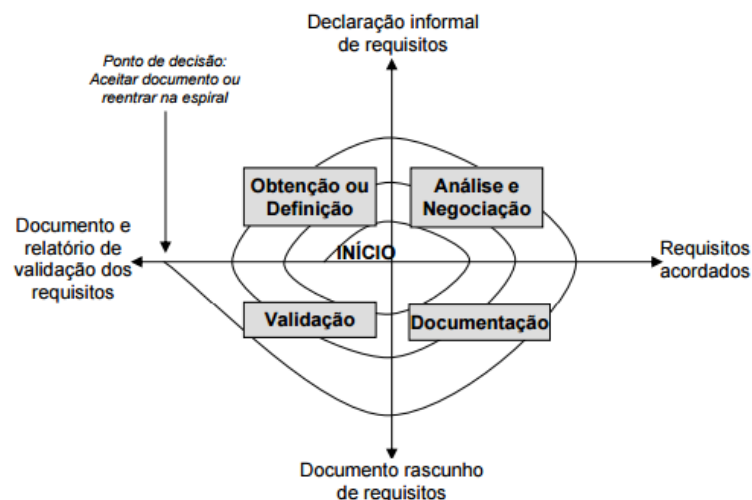 Declaração informal
de requisitos
Ponto de decisão:
Aceitar documento ou
reentrar na espiral
Obtenção ou
Definição
Análise e
Negociação
Documento e
relatório de
validação dos
requisitos
INÍCIO
Requisitos
acordados
Validação
Documentação
Documento rascunho
de requisitos